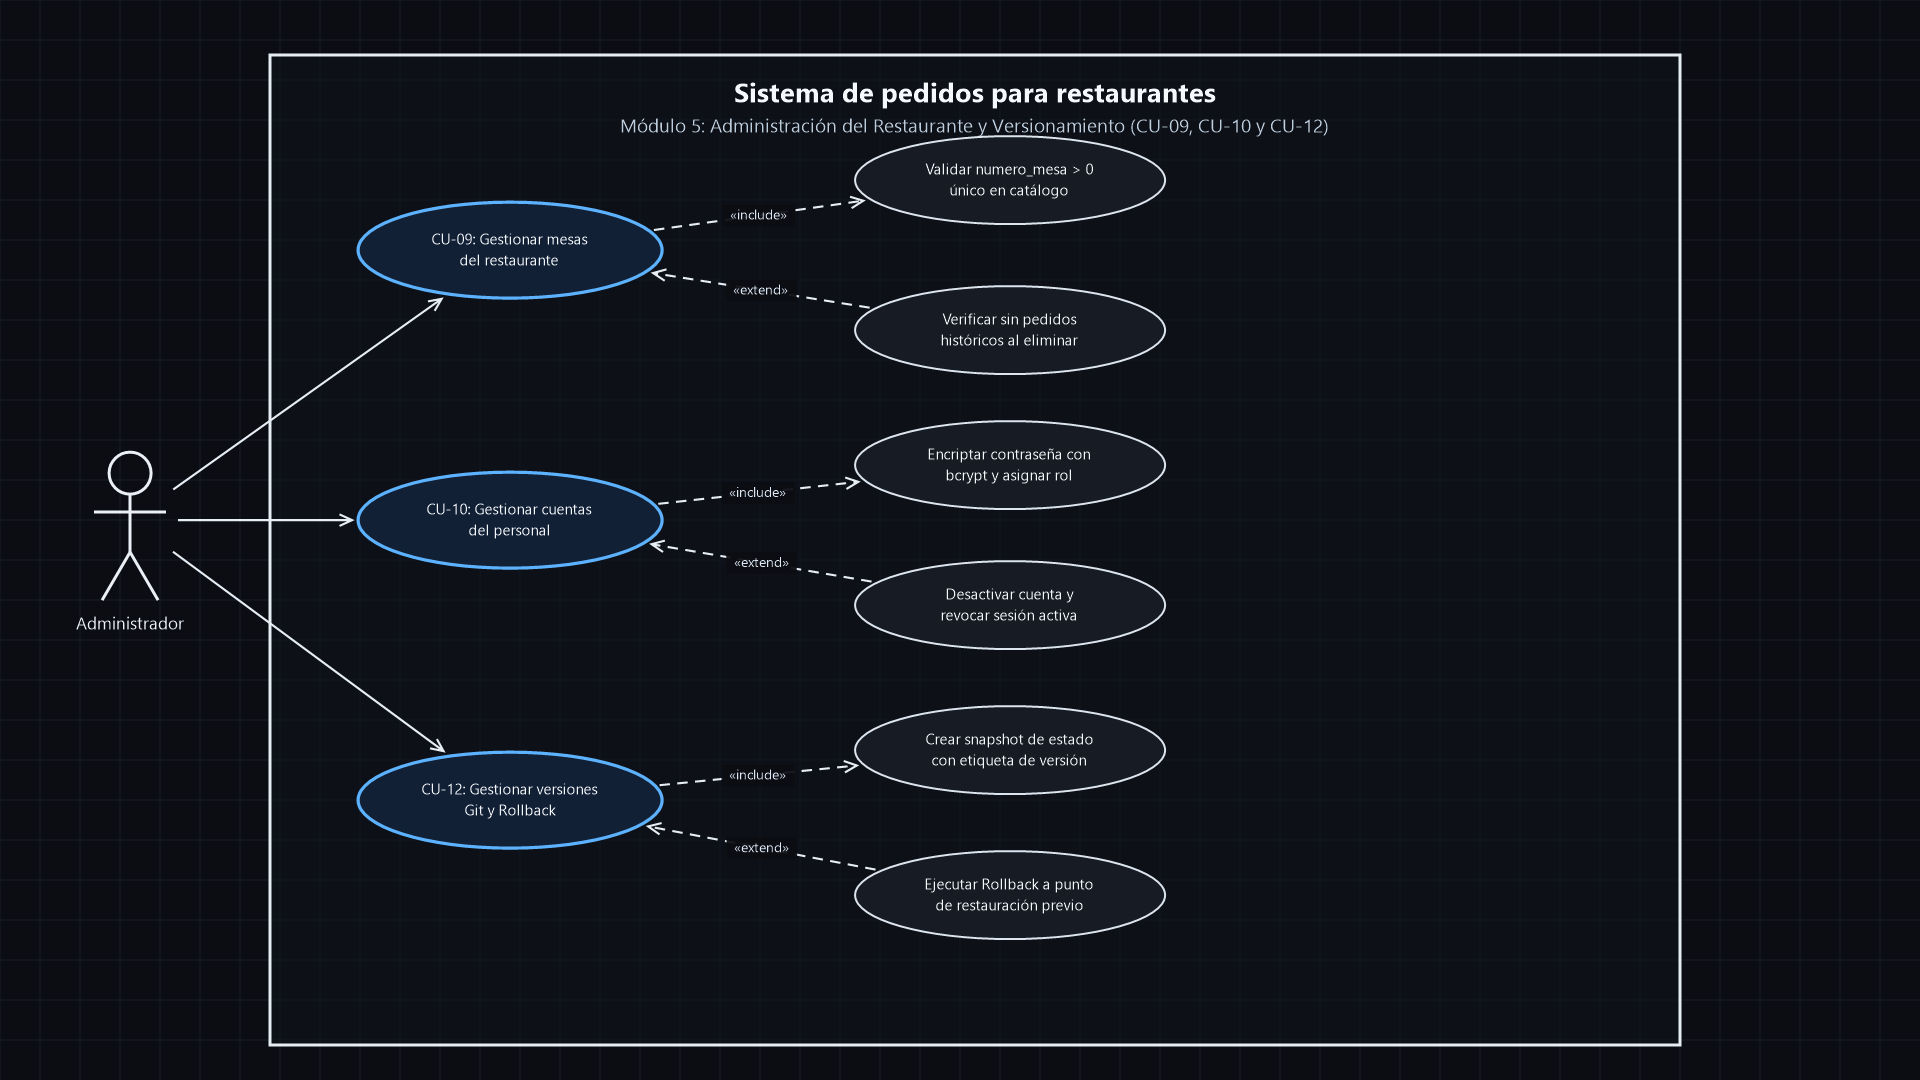 Sistema de pedidos para restaurantes
Módulo 5: Administración del Restaurante y Versionamiento (CU-09, CU-10 y CU-12)
Validar numero_mesa > 0
único en catálogo
«include»
CU-09: Gestionar mesas
del restaurante
«extend»
Verificar sin pedidos
históricos al eliminar
Encriptar contraseña con
bcrypt y asignar rol
«include»
CU-10: Gestionar cuentas
del personal
«extend»
Desactivar cuenta y
revocar sesión activa
Administrador
Crear snapshot de estado
con etiqueta de versión
«include»
CU-12: Gestionar versiones
Git y Rollback
«extend»
Ejecutar Rollback a punto
de restauración previo